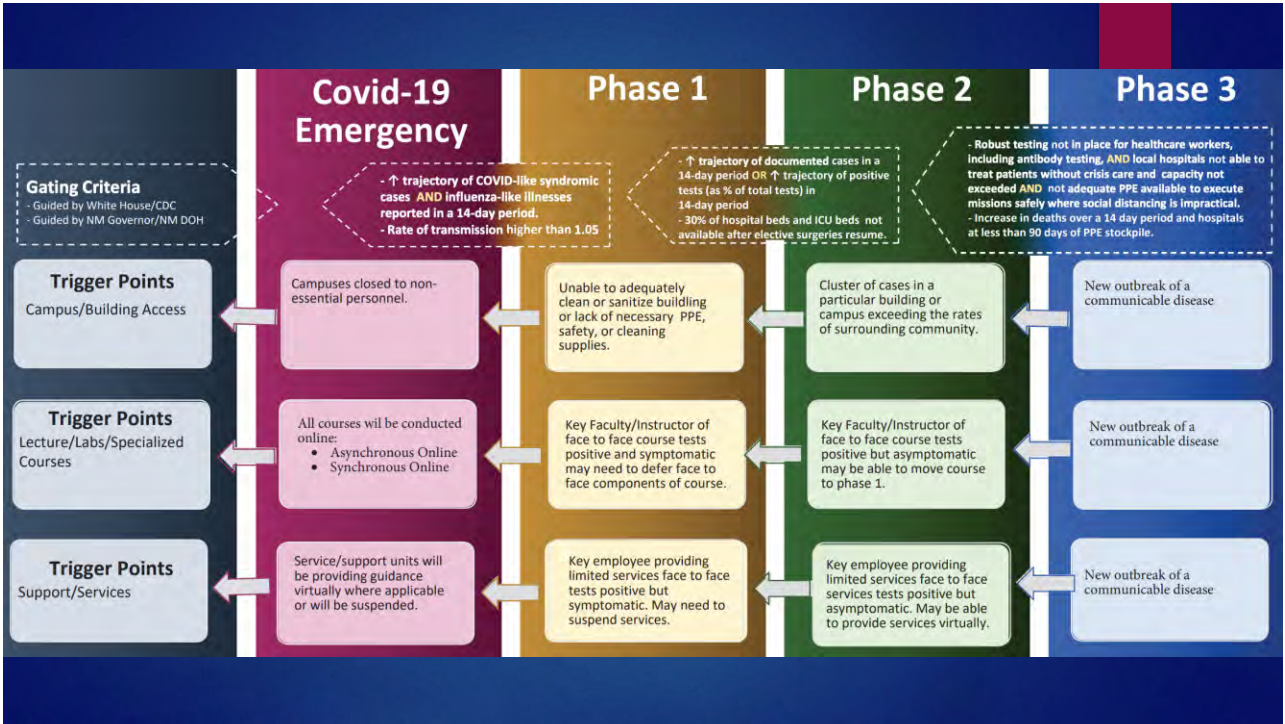 Covid-19
Emergency
Phase 1
Phase 2
Phase 3
Gating Criteria
- Guided by White House/CDC
- Guided by NM Governor/NM DOH
- ↑ trajectory of COVID-like syndromic
cases AND influenza-like illnesses
reported in a 14-day period.
- Rate of transmission higher than 1.05
- ↑ trajectory of documented cases in a
14-day period OR ↑ trajectory of positive
tests (as % of total tests) in
14-day period
- 30% of hospital beds and ICU beds not
available after elective surgeries resume.
- Robust testing not in place for healthcare workers,
including antibody testing, AND local hospitals not able to
treat patients without crisis care and capacity not
exceeded AND not adequate PPE available to execute
missions safely where social distancing is impractical.
- Increase in deaths over a 14 day period and hospitals
at less than 90 days of PPE stockpile.
Trigger Points
Campus/Building Access
Campuses closed to non-
essential personnel.
Unable to adequately
clean or sanitize building
or lack of necessary PPE,
safety, or cleaning
supplies.
Cluster of cases in a
particular building or
campus exceeding the rates
of surrounding community.
New outbreak of a
communicable disease
Trigger Points
Lecture/Labs/Specialized
Courses
All courses wil be conducted
online:
• Asynchronous Online
• Synchronous Online
Key Faculty/Instructor of
face to face course tests
positive and symptomatic
may need to defer face to
face components of course.
Key Faculty/Instructor of
face to face course tests
positive but asymptomatic
may be able to move course
to phase 1.
New outbreak of a
communicable disease
Trigger Points
Support/Services
Service/support units will
be providing guidance
virtually where applicable
or will be suspended.
Key employee providing
limited services face to face
tests positive but
symptomatic. May need to
suspend services.
Key employee providing
limited services face to face
services tests positive but
asymptomatic. May be able
to provide services virtually.
New outbreak of a
communicable disease